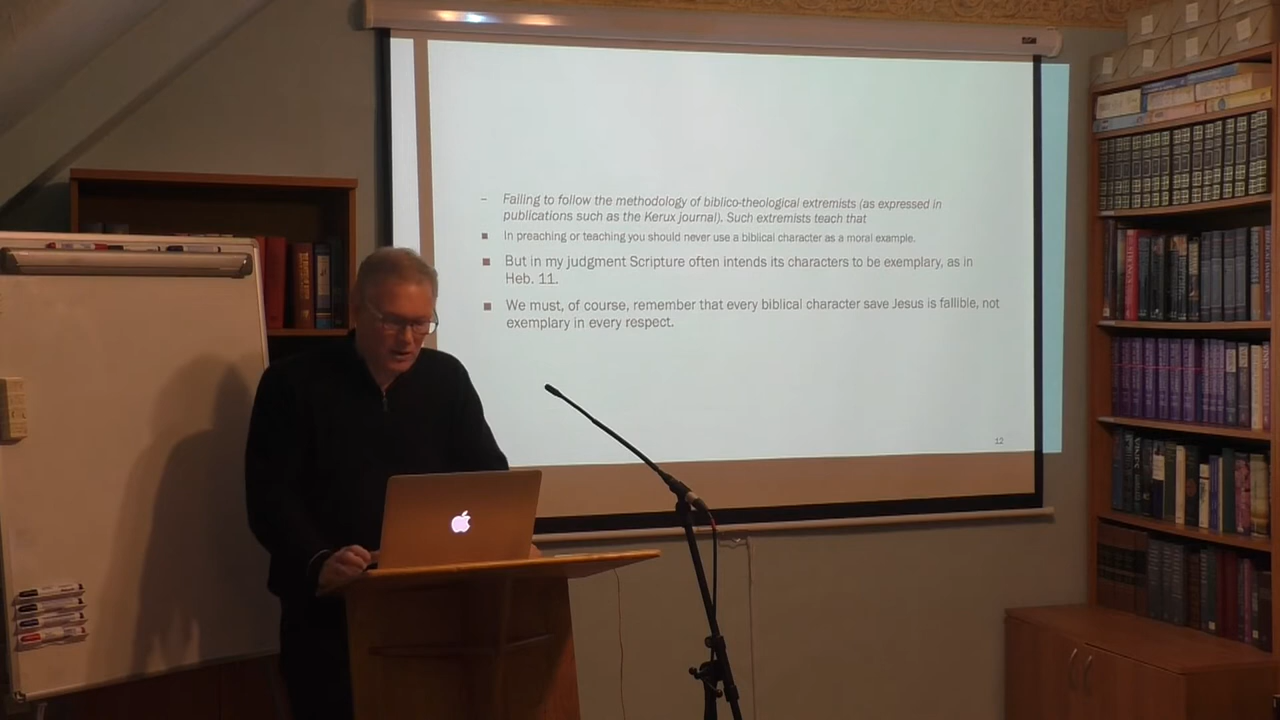 – Failing to follow the methodology of biblico-theological extremists (as expressed in
publications such as the Kerux journal). Such extremists teach that
■ In preaching or teaching you should never use a biblical character as a moral example.
■ But in my judgment Scripture often intends its characters to be exemplary, as in
Heb. 11.
■ We must, of course, remember that every biblical character save Jesus is fallible, not
exemplary in every respect.
12